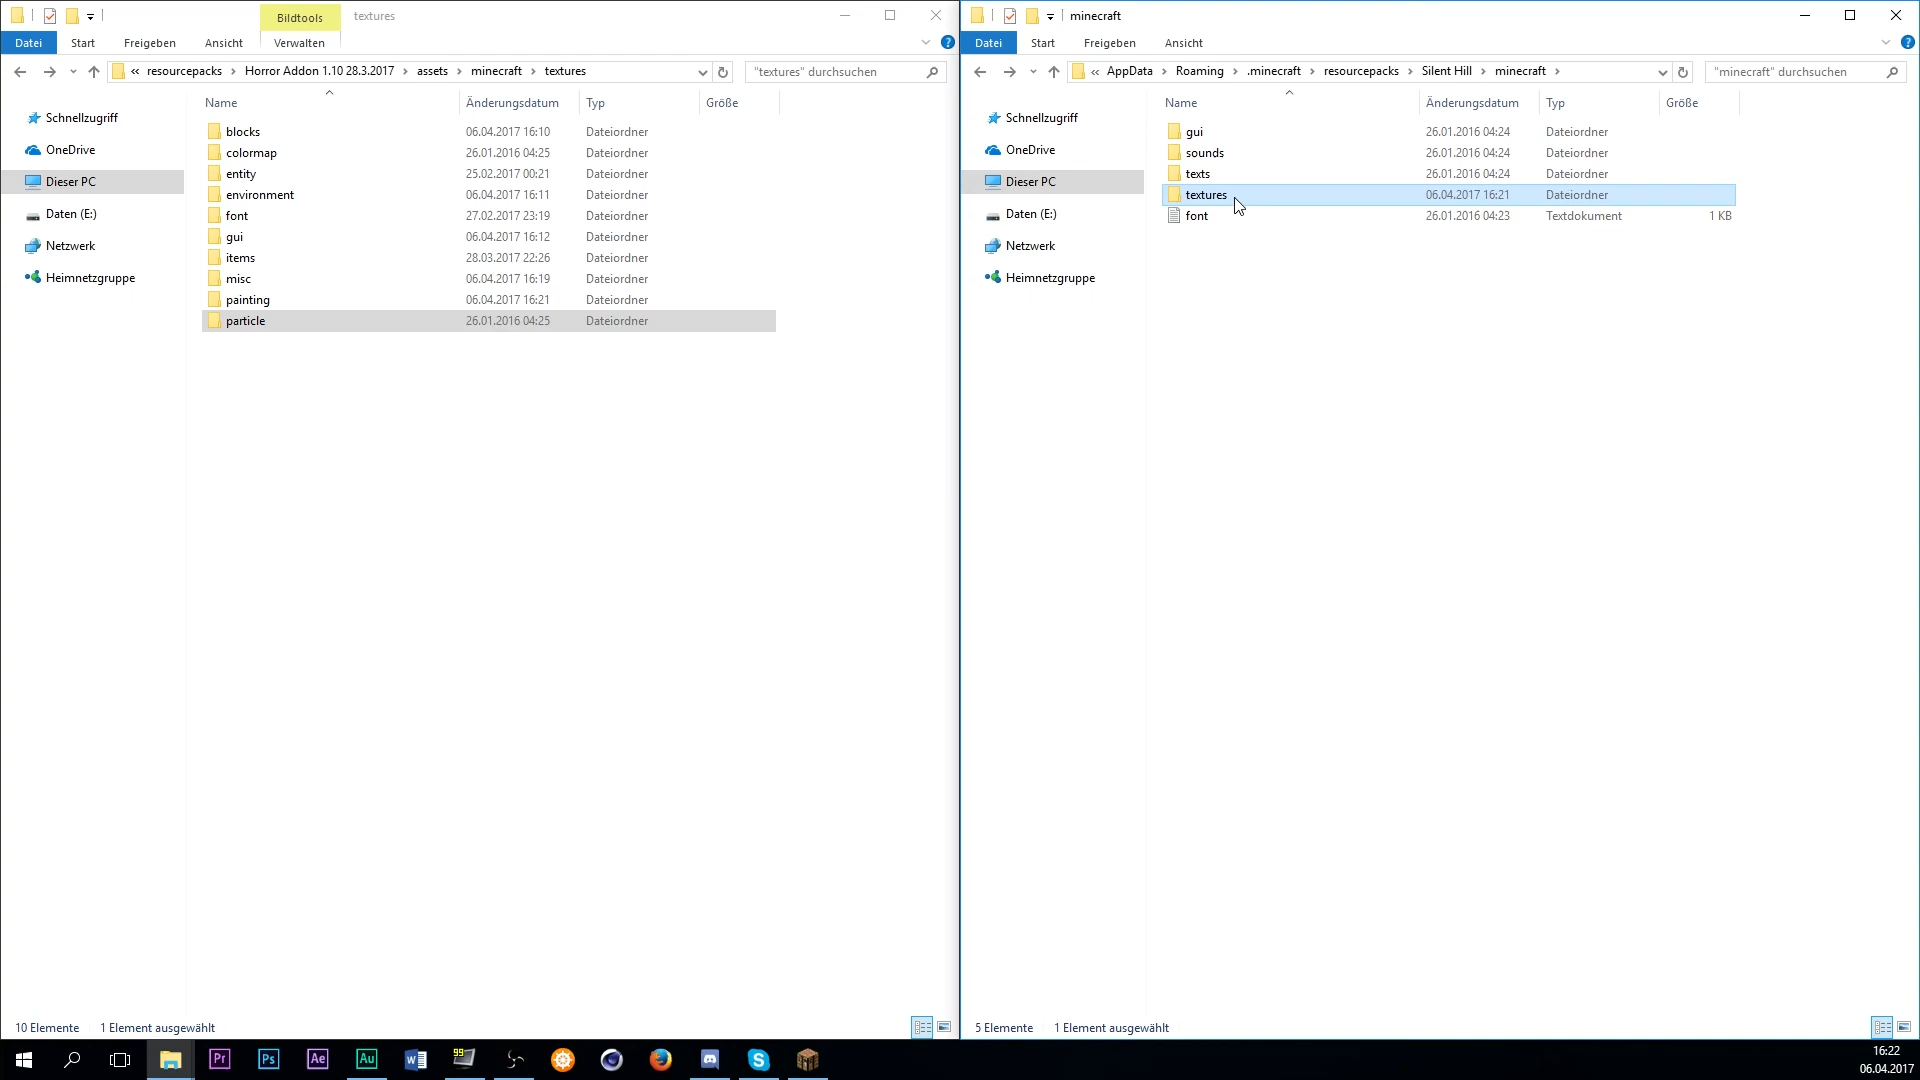 Bildtools
textures
Datei
Start
Freigeben
Ansicht
Verwalten
« resourcepacks › Horror Addon 1.10 28.3.2017 › assets › minecraft › textures
"textures" durchsuchen
Name
Änderungsdatum
Typ
Größe
Schnellzugriff
OneDrive
Dieser PC
Daten (E:)
Netzwerk
Heimnetzgruppe
blocks 06.04.2017 16:10 Dateiordner
colormap 26.01.2016 04:25 Dateiordner
entity 25.02.2017 00:21 Dateiordner
environment 06.04.2017 16:11 Dateiordner
font 27.02.2017 23:19 Dateiordner
gui 06.04.2017 16:12 Dateiordner
items 28.03.2017 22:26 Dateiordner
misc 06.04.2017 16:19 Dateiordner
painting 06.04.2017 16:21 Dateiordner
particle 26.01.2016 04:25 Dateiordner
10 Elemente 1 Element ausgewählt
minecraft
Datei
Start
Freigeben
Ansicht
« AppData › Roaming › .minecraft › resourcepacks › Silent Hill › minecraft ›
"minecraft" durchsuchen
Name
Änderungsdatum
Typ
Größe
Schnellzugriff
OneDrive
Dieser PC
Daten (E:)
Netzwerk
Heimnetzgruppe
gui 26.01.2016 04:24 Dateiordner
sounds 26.01.2016 04:24 Dateiordner
texts 26.01.2016 04:24 Dateiordner
textures 06.04.2017 16:21 Dateiordner
font 26.01.2016 04:23 Textdokument 1 KB
5 Elemente 1 Element ausgewählt
Pr
Ps
Ae
Au
99
16:22
06.04.2017